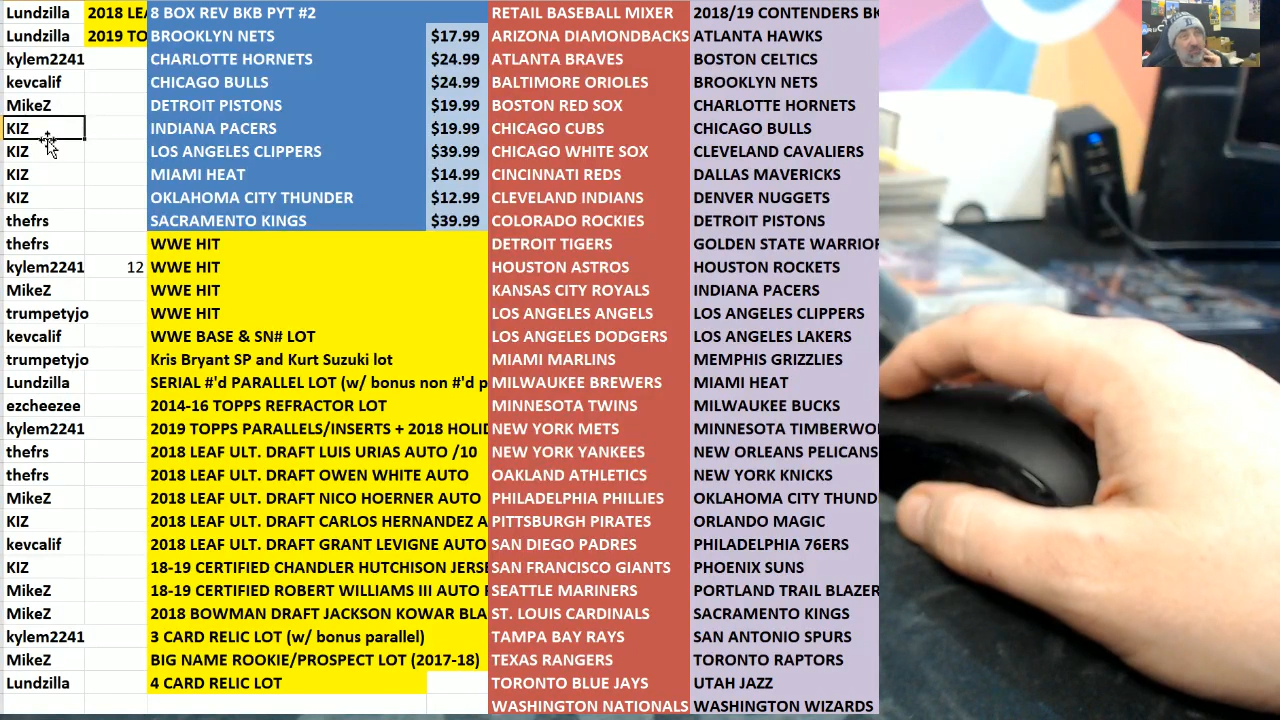 Lundzilla 2018 LEA 8 BOX REV BKB PYT #2 RETAIL BASEBALL MIXER 2018/19 CONTENDERS BK
Lundzilla 2019 TO BROOKLYN NETS $17.99 ARIZONA DIAMONDBACKS ATLANTA HAWKS
kylem2241 CHARLOTTE HORNETS $24.99 ATLANTA BRAVES BOSTON CELTICS
kevcalif CHICAGO BULLS $24.99 BALTIMORE ORIOLES BROOKLYN NETS
MikeZ DETROIT PISTONS $19.99 BOSTON RED SOX CHARLOTTE HORNETS
KIZ INDIANA PACERS $19.99 CHICAGO CUBS CHICAGO BULLS
KIZ LOS ANGELES CLIPPERS $39.99 CHICAGO WHITE SOX CLEVELAND CAVALIERS
KIZ MIAMI HEAT $14.99 CINCINNATI REDS DALLAS MAVERICKS
KIZ OKLAHOMA CITY THUNDER $12.99 CLEVELAND INDIANS DENVER NUGGETS
thefrs SACRAMENTO KINGS $39.99 COLORADO ROCKIES DETROIT PISTONS
thefrs WWE HIT DETROIT TIGERS GOLDEN STATE WARRIOR
kylem2241 12 WWE HIT HOUSTON ASTROS HOUSTON ROCKETS
MikeZ WWE HIT KANSAS CITY ROYALS INDIANA PACERS
trumpetyjo WWE HIT LOS ANGELES ANGELS LOS ANGELES CLIPPERS
kevcalif WWE BASE & SN# LOT LOS ANGELES DODGERS LOS ANGELES LAKERS
trumpetyjo Kris Bryant SP and Kurt Suzuki lot MIAMI MARLINS MEMPHIS GRIZZLIES
Lundzilla SERIAL #'d PARALLEL LOT (w/ bonus non #'d p MILWAUKEE BREWERS MIAMI HEAT
ezcheezee 2014-16 TOPPS REFRACTOR LOT MINNESOTA TWINS MILWAUKEE BUCKS
kylem2241 2019 TOPPS PARALLELS/INSERTS + 2018 HOLID NEW YORK METS MINNESOTA TIMBERWO
thefrs 2018 LEAF ULT. DRAFT LUIS URIAS AUTO /10 NEW YORK YANKEES NEW ORLEANS PELICANS
thefrs 2018 LEAF ULT. DRAFT OWEN WHITE AUTO OAKLAND ATHLETICS NEW YORK KNICKS
MikeZ 2018 LEAF ULT. DRAFT NICO HOERNER AUTO PHILADELPHIA PHILLIES OKLAHOMA CITY THUND
KIZ 2018 LEAF ULT. DRAFT CARLOS HERNANDEZ A PITTSBURGH PIRATES ORLANDO MAGIC
kevcalif 2018 LEAF ULT. DRAFT GRANT LEVIGNE AUTO SAN DIEGO PADRES PHILADELPHIA 76ERS
KIZ 18-19 CERTIFIED CHANDLER HUTCHISON JERSE SAN FRANCISCO GIANTS PHOENIX SUNS
MikeZ 18-19 CERTIFIED ROBERT WILLIAMS III AUTO SEATTLE MARINERS PORTLAND TRAIL BLAZER
MikeZ 2018 BOWMAN DRAFT JACKSON KOWAR BLA ST. LOUIS CARDINALS SACRAMENTO KINGS
kylem2241 3 CARD RELIC LOT (w/ bonus parallel) TAMPA BAY RAYS SAN ANTONIO SPURS
MikeZ BIG NAME ROOKIE/PROSPECT LOT (2017-18) TEXAS RANGERS TORONTO RAPTORS
Lundzilla 4 CARD RELIC LOT TORONTO BLUE JAYS UTAH JAZZ
WASHINGTON NATIONALS WASHINGTON WIZARDS